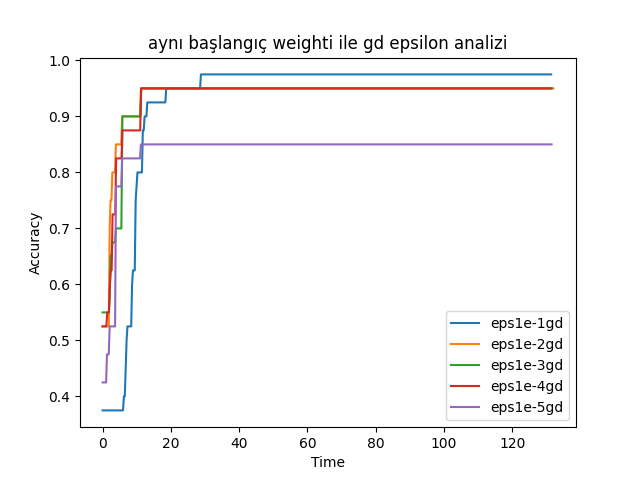 aynı başlangıç weighti ile gd epsilon analizi
1.0
0.9
0.8
0.7
0.6
0.5
0.4
Accuracy
eps1e-1gd
eps1e-2gd
eps1e-3gd
eps1e-4gd
eps1e-5gd
0 20 40 60 80 100 120
Time